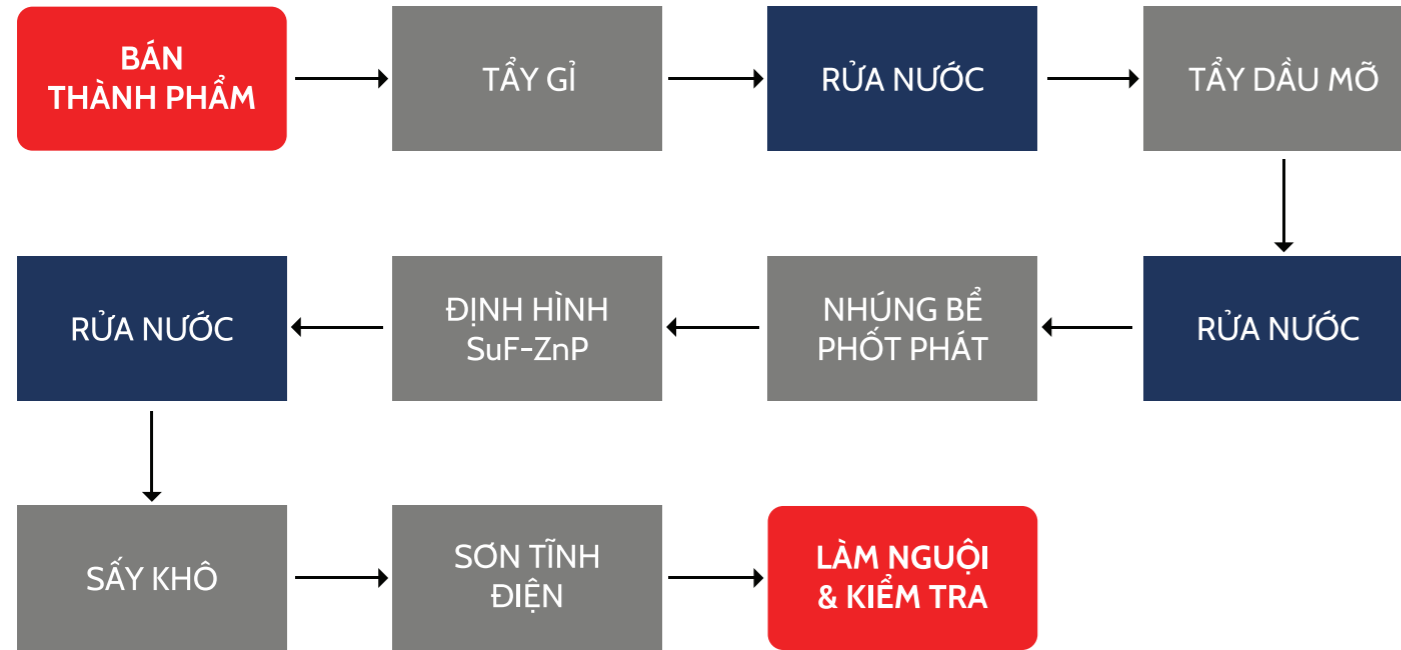 BÁN
THÀNH PHẨM
TẨY GỈ
RỬA NƯỚC
TẨY DẦU MỠ
RỬA NƯỚC
NHÚNG BỂ
PHỐT PHÁT
ĐỊNH HÌNH
SuF-ZnP
RỬA NƯỚC
SẤY KHÔ
SƠN TĨNH
ĐIỆN
LÀM NGUỘI
& KIỂM TRA